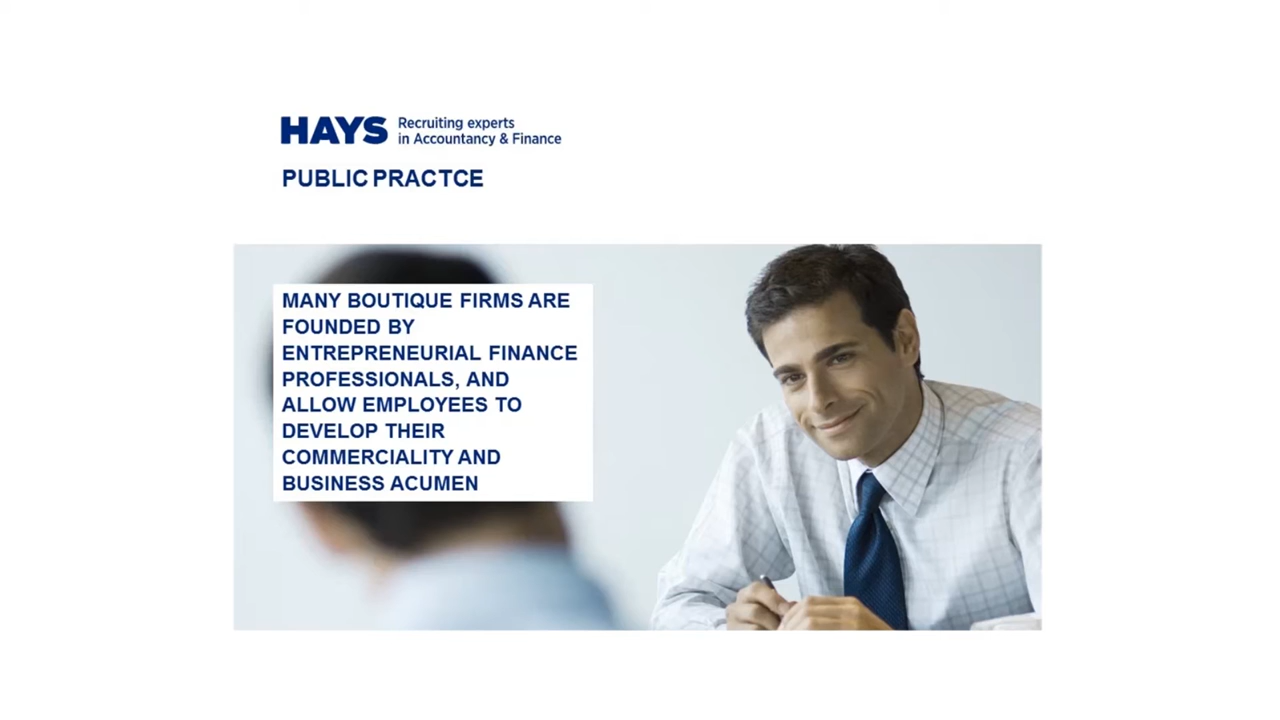 HAYS Recruiting experts
in Accountancy & Finance
PUBLIC PRACTCE
MANY BOUTIQUE FIRMS ARE
FOUNDED BY
ENTREPRENEURIAL FINANCE
PROFESSIONALS, AND
ALLOW EMPLOYEES TO
DEVELOP THEIR
COMMERCIALITY AND
BUSINESS ACUMEN